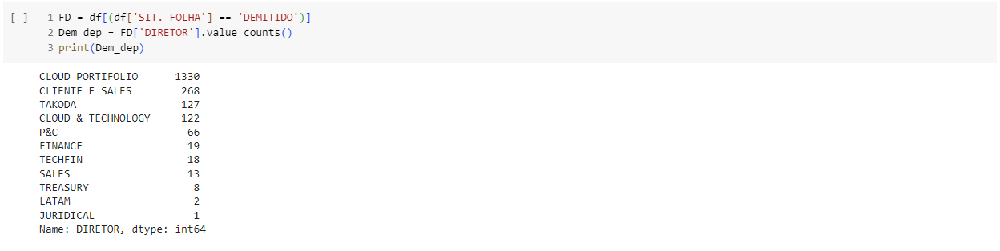 [ ] 1 FD = df[(df['SIT. FOLHA'] == 'DEMITIDO')]
2 Dem_dep = FD['DIRETOR'].value_counts()
3 print(Dem_dep)
CLOUD PORTIFOLIO 1330
CLIENTE E SALES 268
TAKODA 127
CLOUD & TECHNOLOGY 122
P&C 66
FINANCE 19
TECHFIN 18
SALES 13
TREASURY 8
LATAM 2
JURIDICAL 1
Name: DIRETOR, dtype: int64